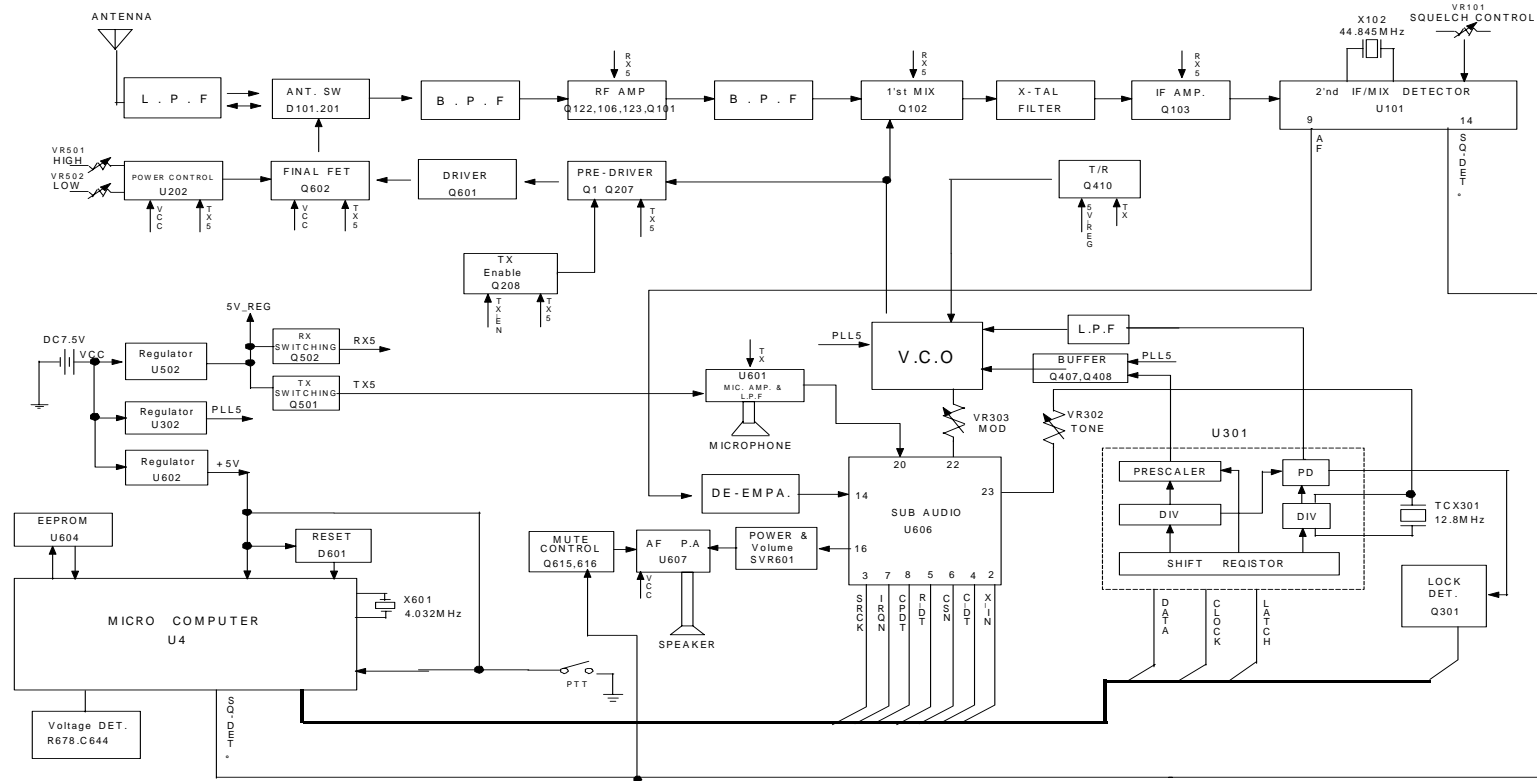 ANTENNA
L . P . F
ANT. SW
D101.201
B . P . F
RX5
RF AMP
Q122,106,123,Q101
B . P . F
RX5
1'st MIX
Q102
X-TAL
FILTER
RX5
IF AMP.
Q103
X102
44.845MHz
VR101
SQUELCH CONTROL
2'nd IF/MIX DETECTOR
U101
9
14
AF
SQ-DET.
VR501
HIGH
VR502
LOW
POWER CONTROL
U202
VCC
TX5
FINAL FET
Q602
VCC
TX5
DRIVER
Q601
PRE-DRIVER
Q1 Q207
TX5
T/R
Q410
5V-REG
TX
TX
Enable
Q208
TX-EN
TX5
5V_REG
DC7.5V
VCC
Regulator
U502
RX
SWITCHING
Q502
RX5
TX
SWITCHING
Q501
TX5
Regulator
U302
PLL5
Regulator
U602
+5V
TX
U601
MIC. AMP. &
L.P.F
MICROPHONE
PLL5
V.C.O
L.P.F
BUFFER
Q407,Q408
PLL5
VR303
MOD
VR302
TONE
U301
PRESCALER
PD
DIV
DIV
SHIFT REQISTOR
TCX301
12.8MHz
DATA
CLOCK
LATCH
LOCK
DET.
Q301
DE-EMPA.
20
22
14
23
SUB AUDIO
U606
16
3
7
8
5
6
4
2
SRCK
IRQN
CPDT
R-DT
CSN
C-DT
X-IN
EEPROM
U604
RESET
D601
MUTE
CONTROL
Q615,616
AF P.A
U607
VCC
POWER &
Volume
SVR601
SPEAKER
MICRO COMPUTER
U4
X601
4.032MHz
PTT
Voltage DET.
R678.C644
SQ-DET.